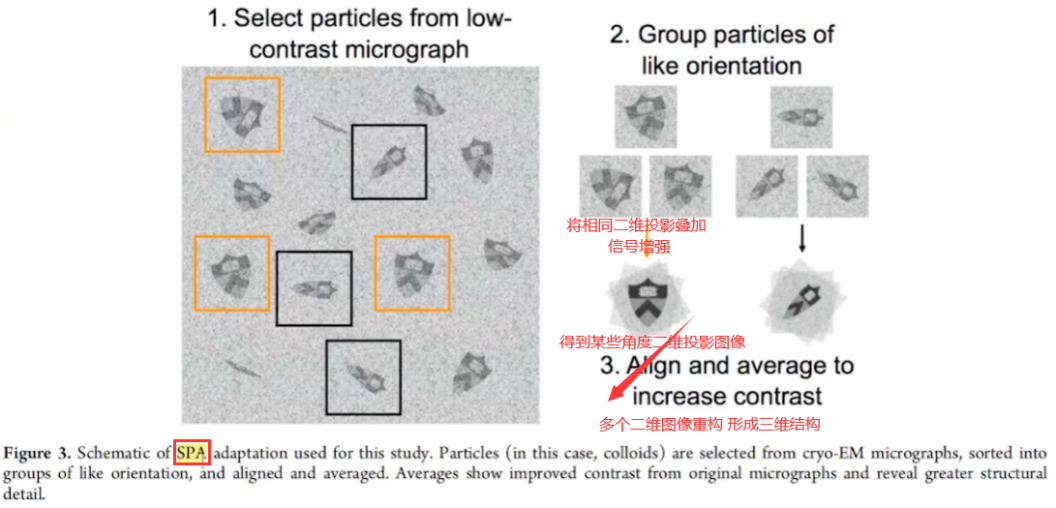 1. Select particles from low-
contrast micrograph
2. Group particles of
like orientation
将相同二维投影叠加
信号增强
得到某些角度二维投影图像
3. Align and average to
increase contrast
多个二维图像重构 形成三维结构
Figure 3. Schematic of SPA adaptation used for this study. Particles (in this case, colloids) are selected from cryo-EM micrographs, sorted into
groups of like orientation, and aligned and averaged. Averages show improved contrast from original micrographs and reveal greater structural
detail.